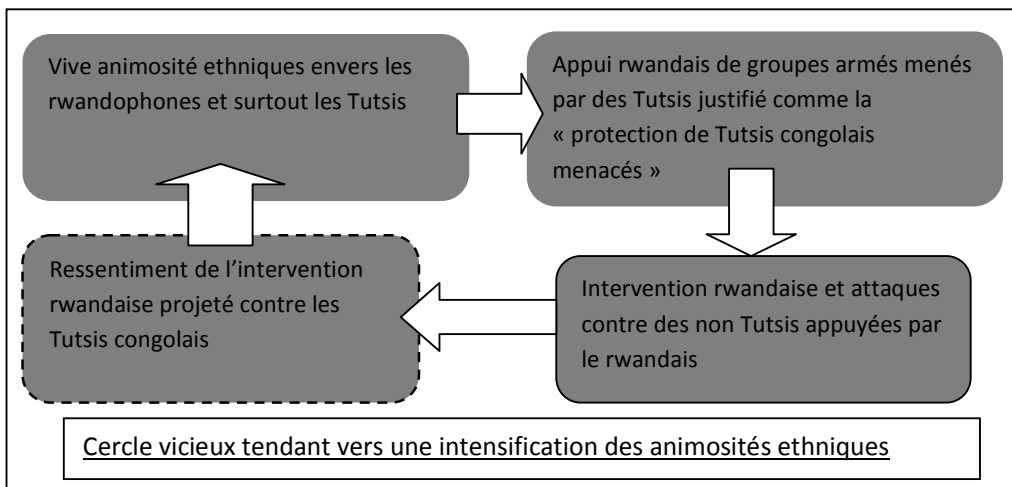 Vive animosité ethniques envers les
rwandophones et surtout les Tutsis
Appui rwandais de groupes armés menés
par des Tutsis justifié comme la
« protection de Tutsis congolais
menacés »
Intervention rwandaise et attaques
contre des non Tutsis appuyées par
le rwandais
Ressentiment de l’intervention
rwandaise projeté contre les
Tutsis congolais
Cercle vicieux tendant vers une intensification des animosités ethniques